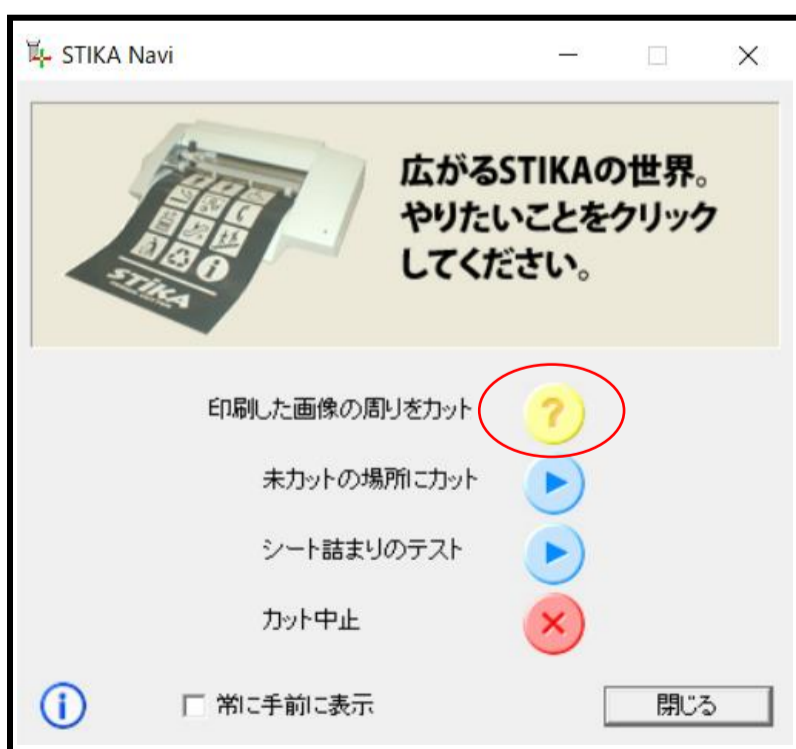 STIKA Navi
広がるSTIKAの世界。
やりたいことをクリック
してください。
STIKA
印刷した画像の周りをカット
?
未カットの場所にカット
シート詰まりのテスト
カット中止
i
常に手前に表示
閉じる